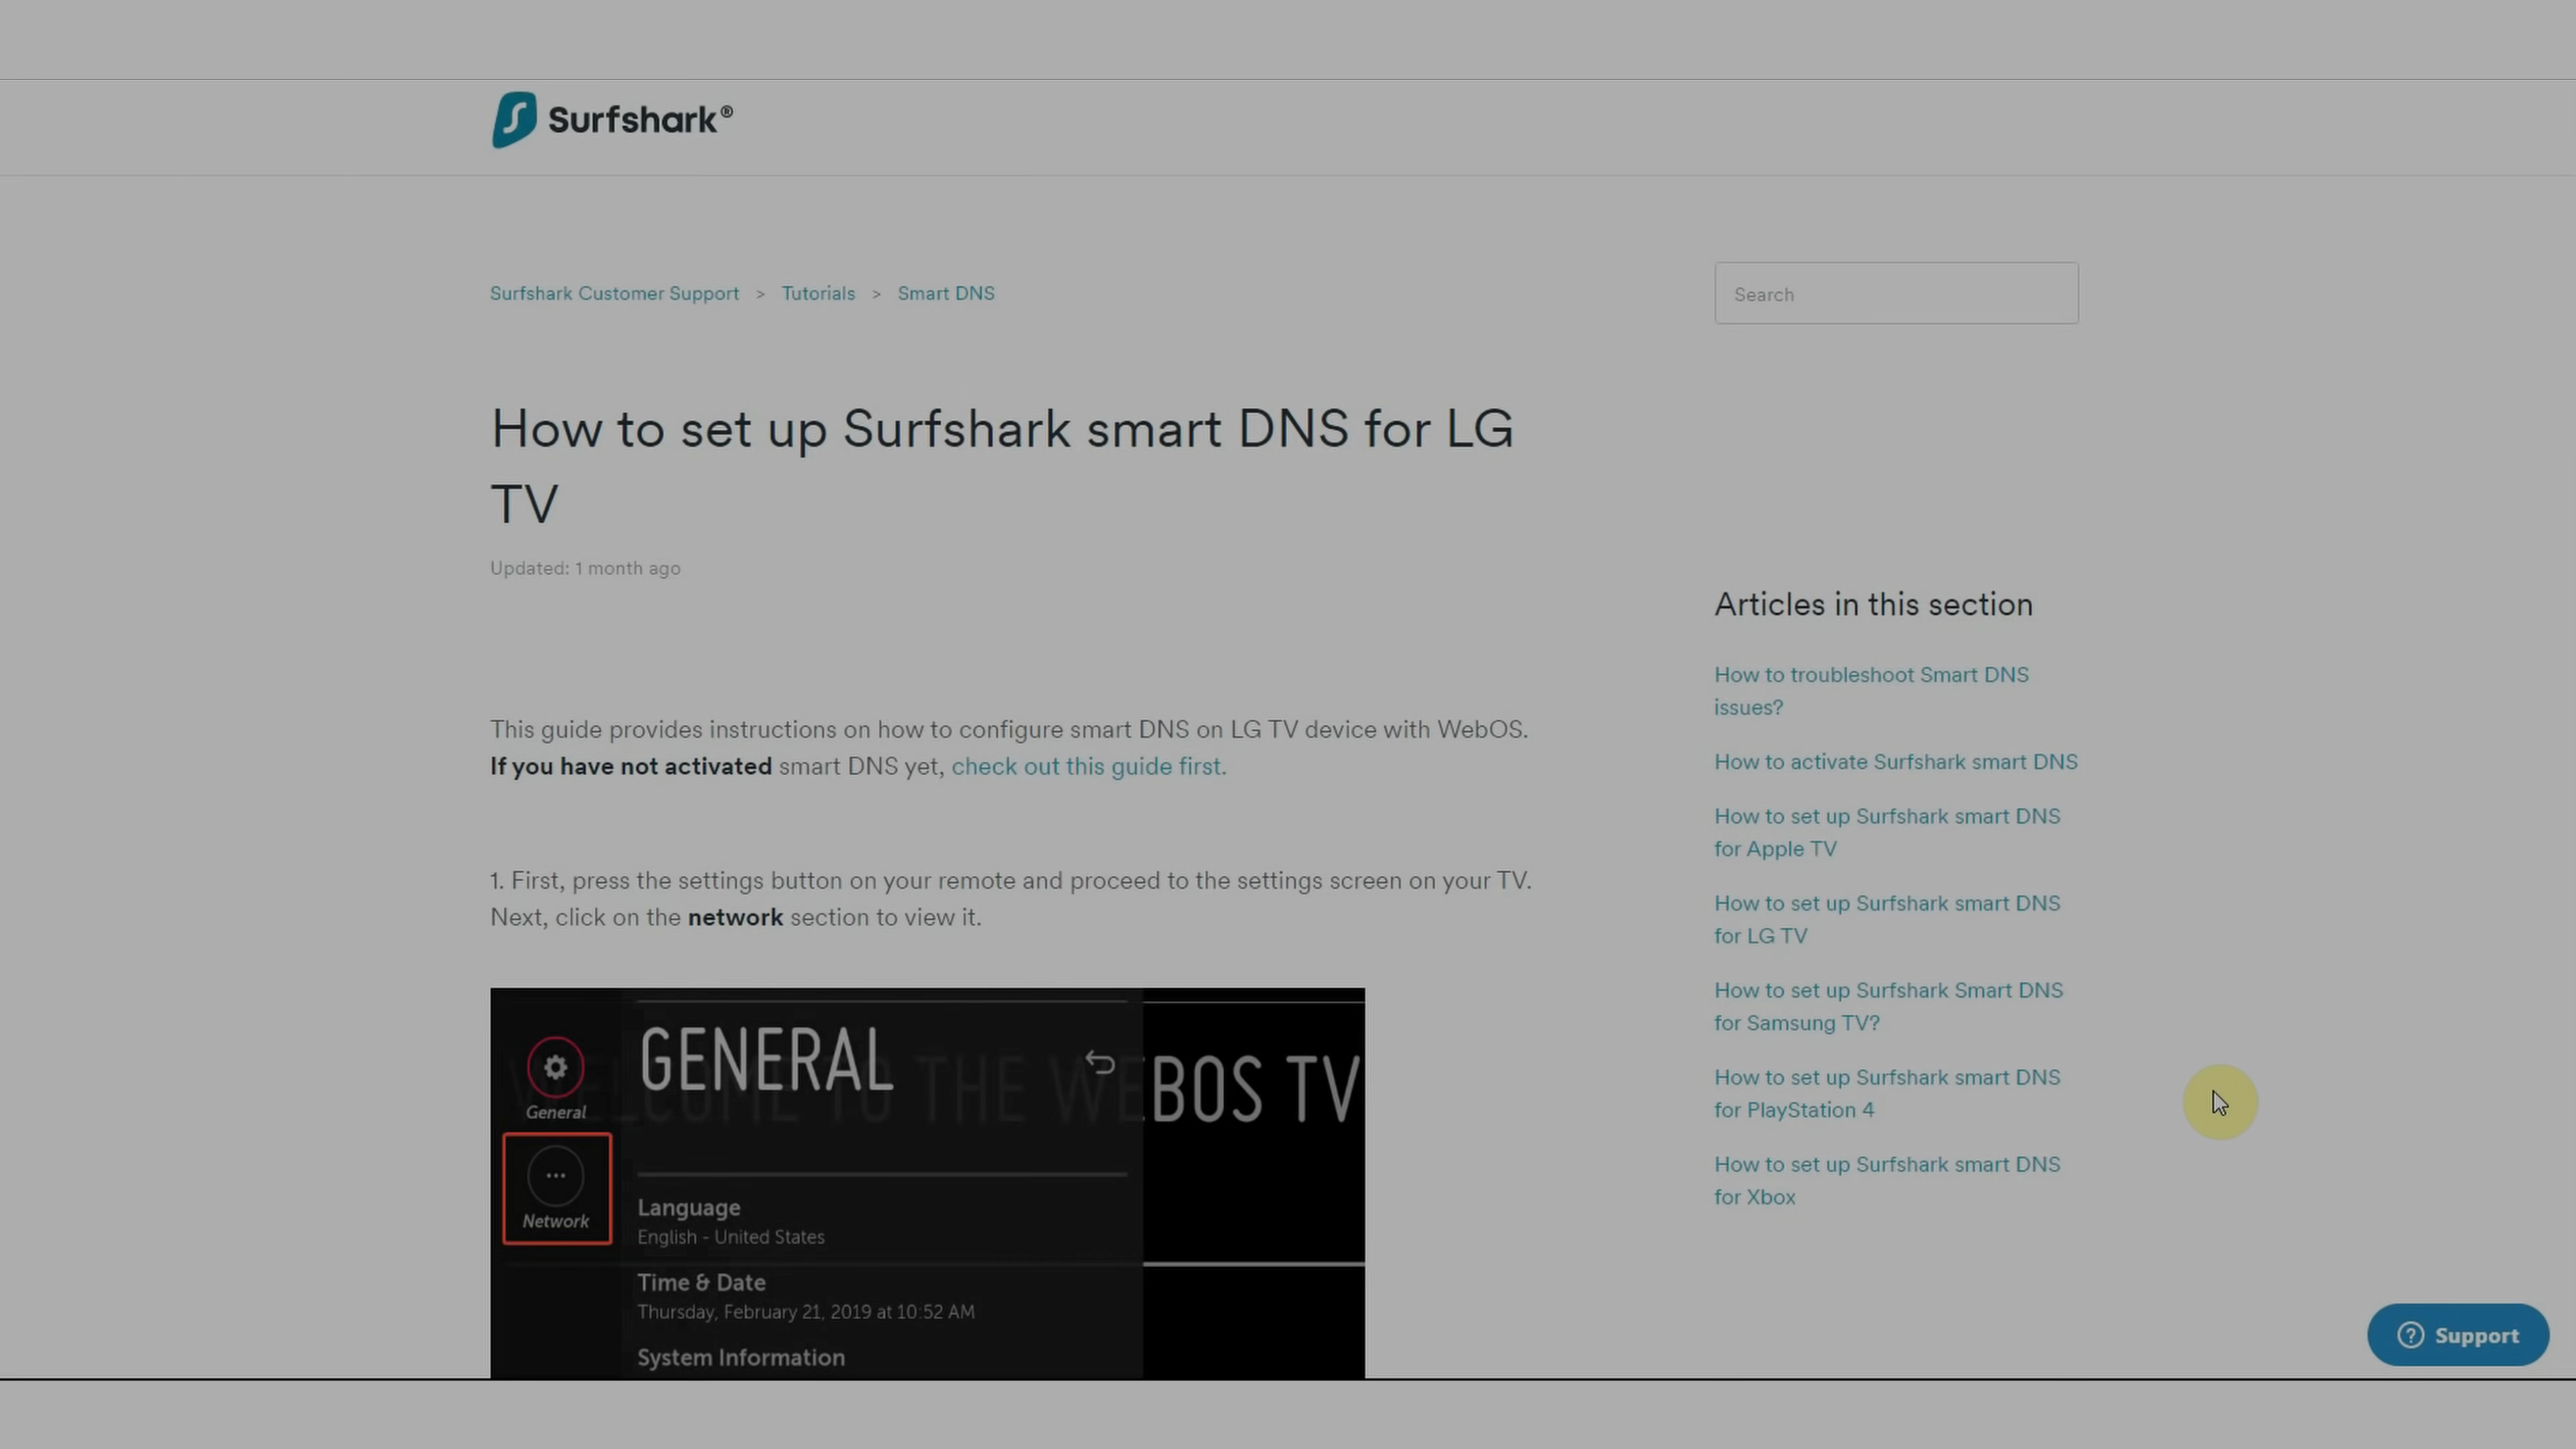 Surfshark®
Surfshark Customer Support > Tutorials > Smart DNS
Search
How to set up Surfshark smart DNS for LG
TV
Updated: 1 month ago
This guide provides instructions on how to configure smart DNS on LG TV device with WebOS.
If you have not activated smart DNS yet, check out this guide first.
1. First, press the settings button on your remote and proceed to the settings screen on your TV.
Next, click on the network section to view it.
GENERAL
WELCOME TO THE WEBOS TV
General
Network
Language
English - United States
Time & Date
Thursday, February 21, 2019 at 10:52 AM
System Information
Articles in this section
How to troubleshoot Smart DNS
issues?
How to activate Surfshark smart DNS
How to set up Surfshark smart DNS
for Apple TV
How to set up Surfshark smart DNS
for LG TV
How to set up Surfshark Smart DNS
for Samsung TV?
How to set up Surfshark smart DNS
for PlayStation 4
How to set up Surfshark smart DNS
for Xbox
Support